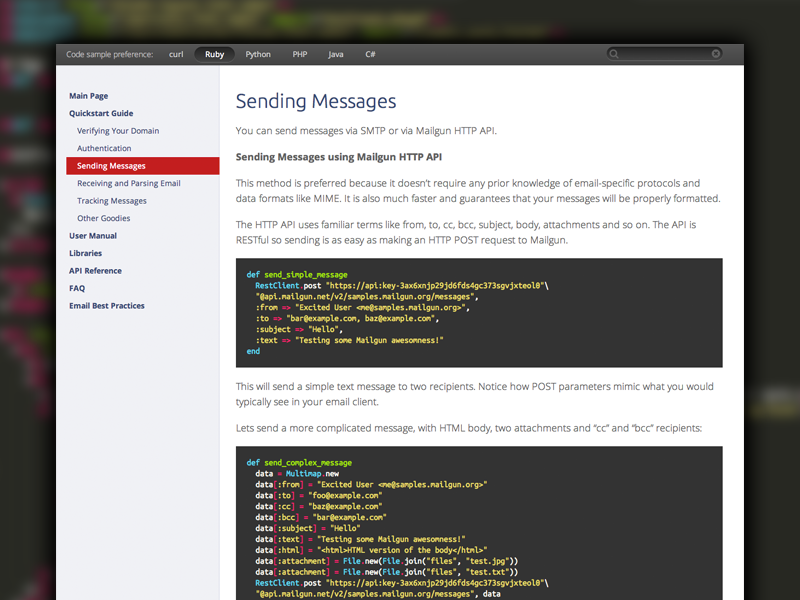 Code sample preference: curl Ruby Python PHP Java C#
Main Page
Quickstart Guide
Verifying Your Domain
Authentication
Sending Messages
Receiving and Parsing Email
Tracking Messages
Other Goodies
User Manual
Libraries
API Reference
FAQ
Email Best Practices
Sending Messages
You can send messages via SMTP or via Mailgun HTTP API.
Sending Messages using Mailgun HTTP API
This method is preferred because it doesn't require any prior knowledge of email-specific protocols and
data formats like MIME. It is also much faster and guarantees that your messages will be properly formatted.
The HTTP API uses familiar terms like from, to, cc, bcc, subject, body, attachments and so on. The API is
RESTful so sending is as easy as making an HTTP POST request to Mailgun.
def send_simple_message
RestClient.post "https://api:key-3ax6xnjp29jd6fds4gc373sgvjxteol0"\
"@api.mailgun.net/v2/samples.mailgun.org/messages",
:from => "Excited User <me@samples.mailgun.org>",
:to => "bar@example.com, baz@example.com",
:subject => "Hello",
:text => "Testing some Mailgun awesomness!"
end
This will send a simple text message to two recipients. Notice how POST parameters mimic what you would
typically see in your email client.
Lets send a more complicated message, with HTML body, two attachments and “cc” and “bcc” recipients:
def send_complex_message
data = Multimap.new
data[:from] = "Excited User <me@samples.mailgun.org>"
data[:to] = "foo@example.com"
data[:cc] = "baz@example.com"
data[:bcc] = "bar@example.com"
data[:subject] = "Hello"
data[:text] = "Testing some Mailgun awesomness!"
data[:html] = "<html>HTML version of the body</html>"
data[:attachment] = File.new(File.join("files", "test.jpg"))
data[:attachment] = File.new(File.join("files", "test.txt"))
RestClient.post "https://api:key-3ax6xnjp29jd6fds4gc373sgvjxteol0"\
"@api.mailgun.net/v2/samples.mailgun.org/messages", data